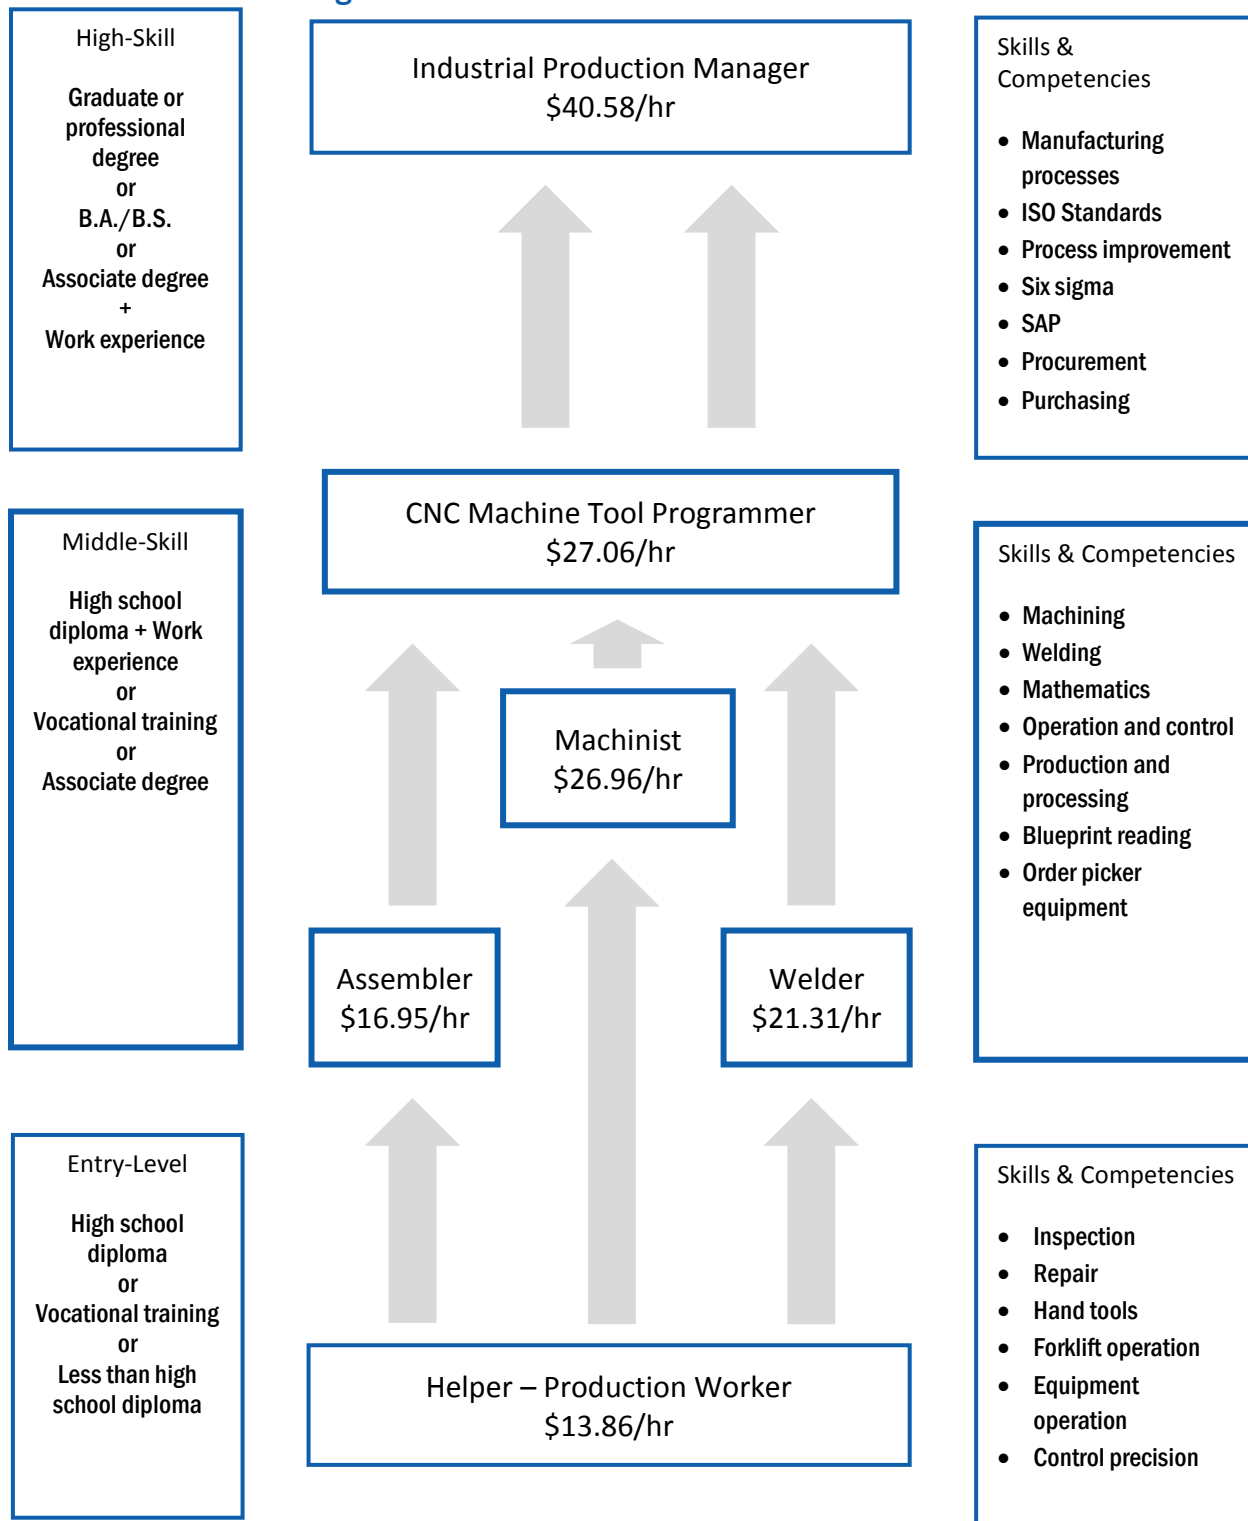 High-Skill
Graduate or
professional
degree
or
B.A./B.S.
or
Associate degree
+
Work experience
Industrial Production Manager
$40.58/hr
Skills &
Competencies
• Manufacturing
processes
• ISO Standards
• Process improvement
• Six sigma
• SAP
• Procurement
• Purchasing
CNC Machine Tool Programmer
$27.06/hr
Middle-Skill
High school
diploma + Work
experience
or
Vocational training
or
Associate degree
Machinist
$26.96/hr
Assembler
$16.95/hr
Welder
$21.31/hr
Skills & Competencies
• Machining
• Welding
• Mathematics
• Operation and control
• Production and
processing
• Blueprint reading
• Order picker
equipment
Entry-Level
High school
diploma
or
Vocational training
or
Less than high
school diploma
Helper – Production Worker
$13.86/hr
Skills & Competencies
• Inspection
• Repair
• Hand tools
• Forklift operation
• Equipment
operation
• Control precision